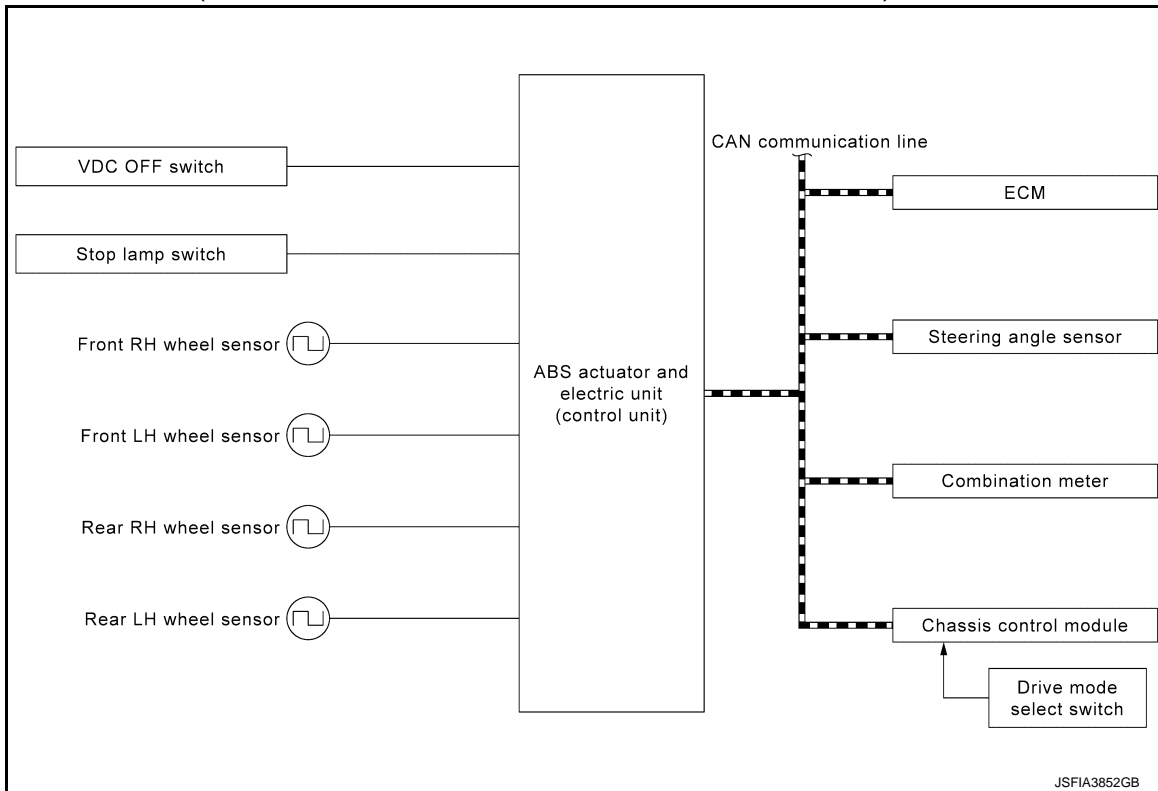 VDC OFF switch
Stop lamp switch
Front RH wheel sensor
Front LH wheel sensor
Rear RH wheel sensor
Rear LH wheel sensor
ABS actuator and
electric unit
(control unit)
CAN communication line
ECM
Steering angle sensor
Combination meter
Chassis control module
Drive mode
select switch
JSFIA3852GB